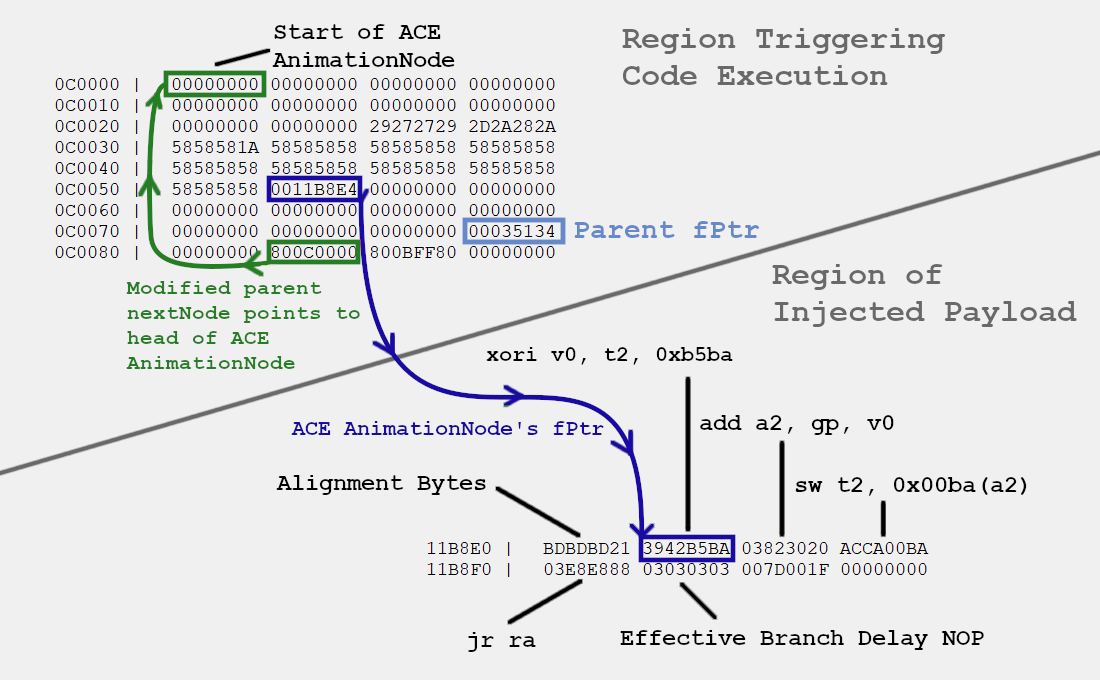 Start of ACE
AnimationNode
Region Triggering
Code Execution
0C0000 | 00000000 00000000 00000000 00000000
0C0010 | 00000000 00000000 00000000 00000000
0C0020 | 00000000 00000000 29272729 2D2A282A
0C0030 | 5858581A 58585858 58585858 58585858
0C0040 | 58585858 58585858 58585858 58585858
0C0050 | 58585858 0011B8E4 00000000 00000000
0C0060 | 00000000 00000000 00000000 00000000
0C0070 | 00000000 00000000 00000000 00035134
Parent fPtr
0C0080 | 00000000 800C0000 800BFF80 00000000
Modified parent
nextNode points to
head of ACE
AnimationNode
Region of
Injected Payload
xori v0, t2, 0xb5ba
ACE AnimationNode's fPtr
add a2, gp, v0
Alignment Bytes
sw t2, 0x00ba(a2)
11B8E0 | BDBDBD21 3942B5BA 03823020 ACCA00BA
11B8F0 | 03E8E888 03030303 007D001F 00000000
jr ra
Effective Branch Delay NOP